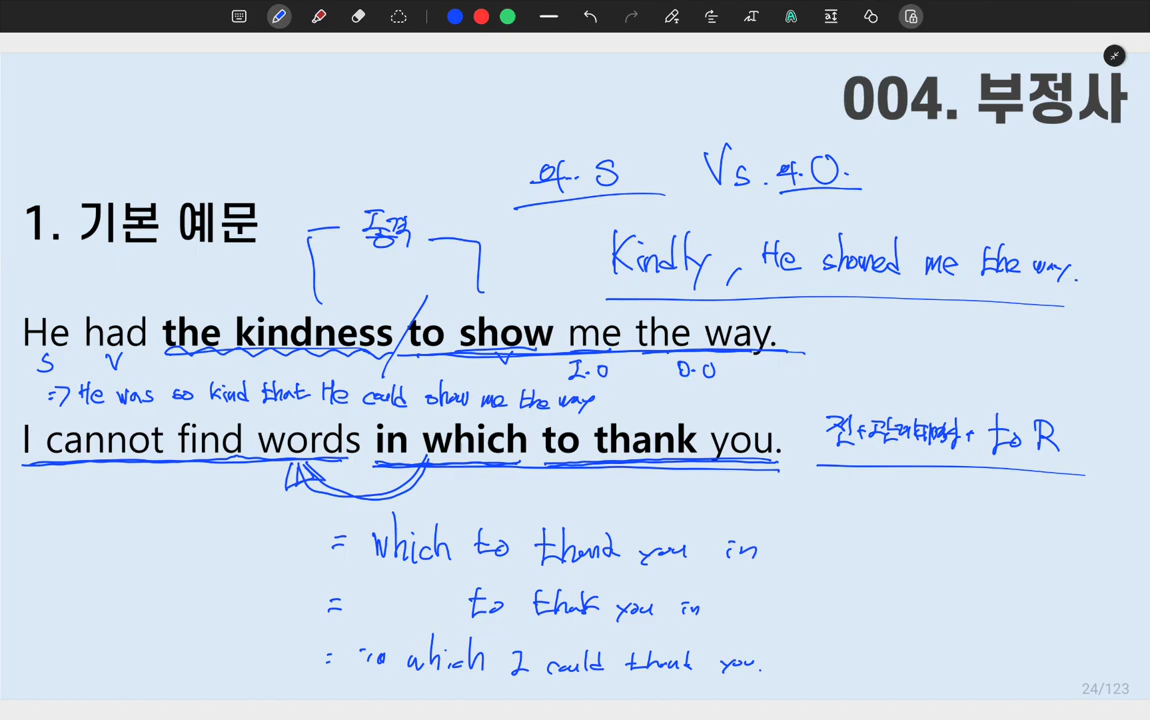 004. 부정사
의. S Vs. 의. O.
1. 기본 예문
동격
Kindly, He showed me the way.
He had the kindness to show me the way.
S V V I.O D.O
=> He was so kind that He could show me the way
I cannot find words in which to thank you.
전+관계대명사+ to R
= which to thank you in
= to thank you in
= in which I could thank you.
24/123